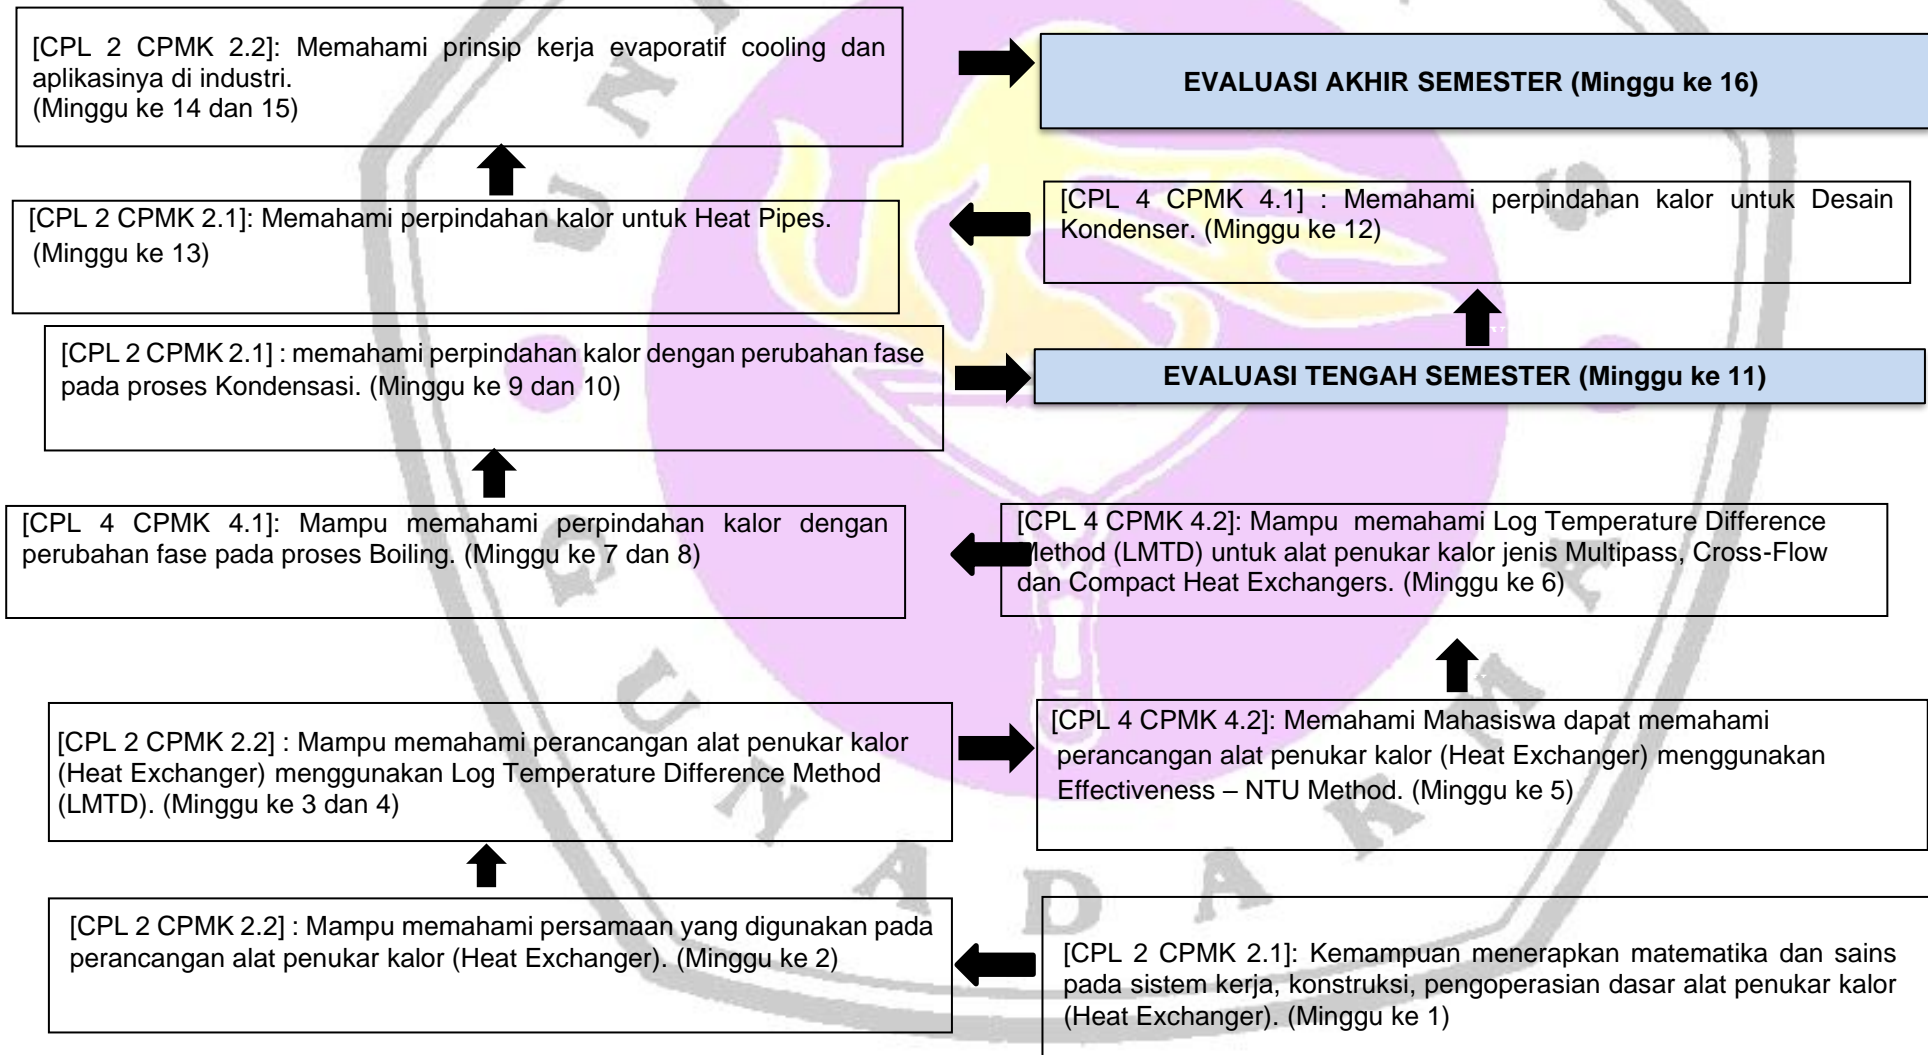 [CPL 2 CPMK 2.2]: Memahami prinsip kerja evaporatif cooling dan
aplikasinya di industri.
(Minggu ke 14 dan 15)
EVALUASI AKHIR SEMESTER (Minggu ke 16)
[CPL 2 CPMK 2.1]: Memahami perpindahan kalor untuk Heat Pipes.
(Minggu ke 13)
[CPL 4 CPMK 4.1] : Memahami perpindahan kalor untuk Desain
Kondenser. (Minggu ke 12)
[CPL 2 CPMK 2.1] : memahami perpindahan kalor dengan perubahan fase
pada proses Kondensasi. (Minggu ke 9 dan 10)
EVALUASI TENGAH SEMESTER (Minggu ke 11)
[CPL 4 CPMK 4.1]: Mampu memahami perpindahan kalor dengan
perubahan fase pada proses Boiling. (Minggu ke 7 dan 8)
[CPL 4 CPMK 4.2]: Mampu memahami Log Temperature Difference
Method (LMTD) untuk alat penukar kalor jenis Multipass, Cross-Flow
dan Compact Heat Exchangers. (Minggu ke 6)
[CPL 2 CPMK 2.2] : Mampu memahami perancangan alat penukar kalor
(Heat Exchanger) menggunakan Log Temperature Difference Method
(LMTD). (Minggu ke 3 dan 4)
[CPL 4 CPMK 4.2]: Memahami Mahasiswa dapat memahami
perancangan alat penukar kalor (Heat Exchanger) menggunakan
Effectiveness – NTU Method. (Minggu ke 5)
[CPL 2 CPMK 2.2] : Mampu memahami persamaan yang digunakan pada
perancangan alat penukar kalor (Heat Exchanger). (Minggu ke 2)
[CPL 2 CPMK 2.1]: Kemampuan menerapkan matematika dan sains
pada sistem kerja, konstruksi, pengoperasian dasar alat penukar kalor
(Heat Exchanger). (Minggu ke 1)
GUNADARMA